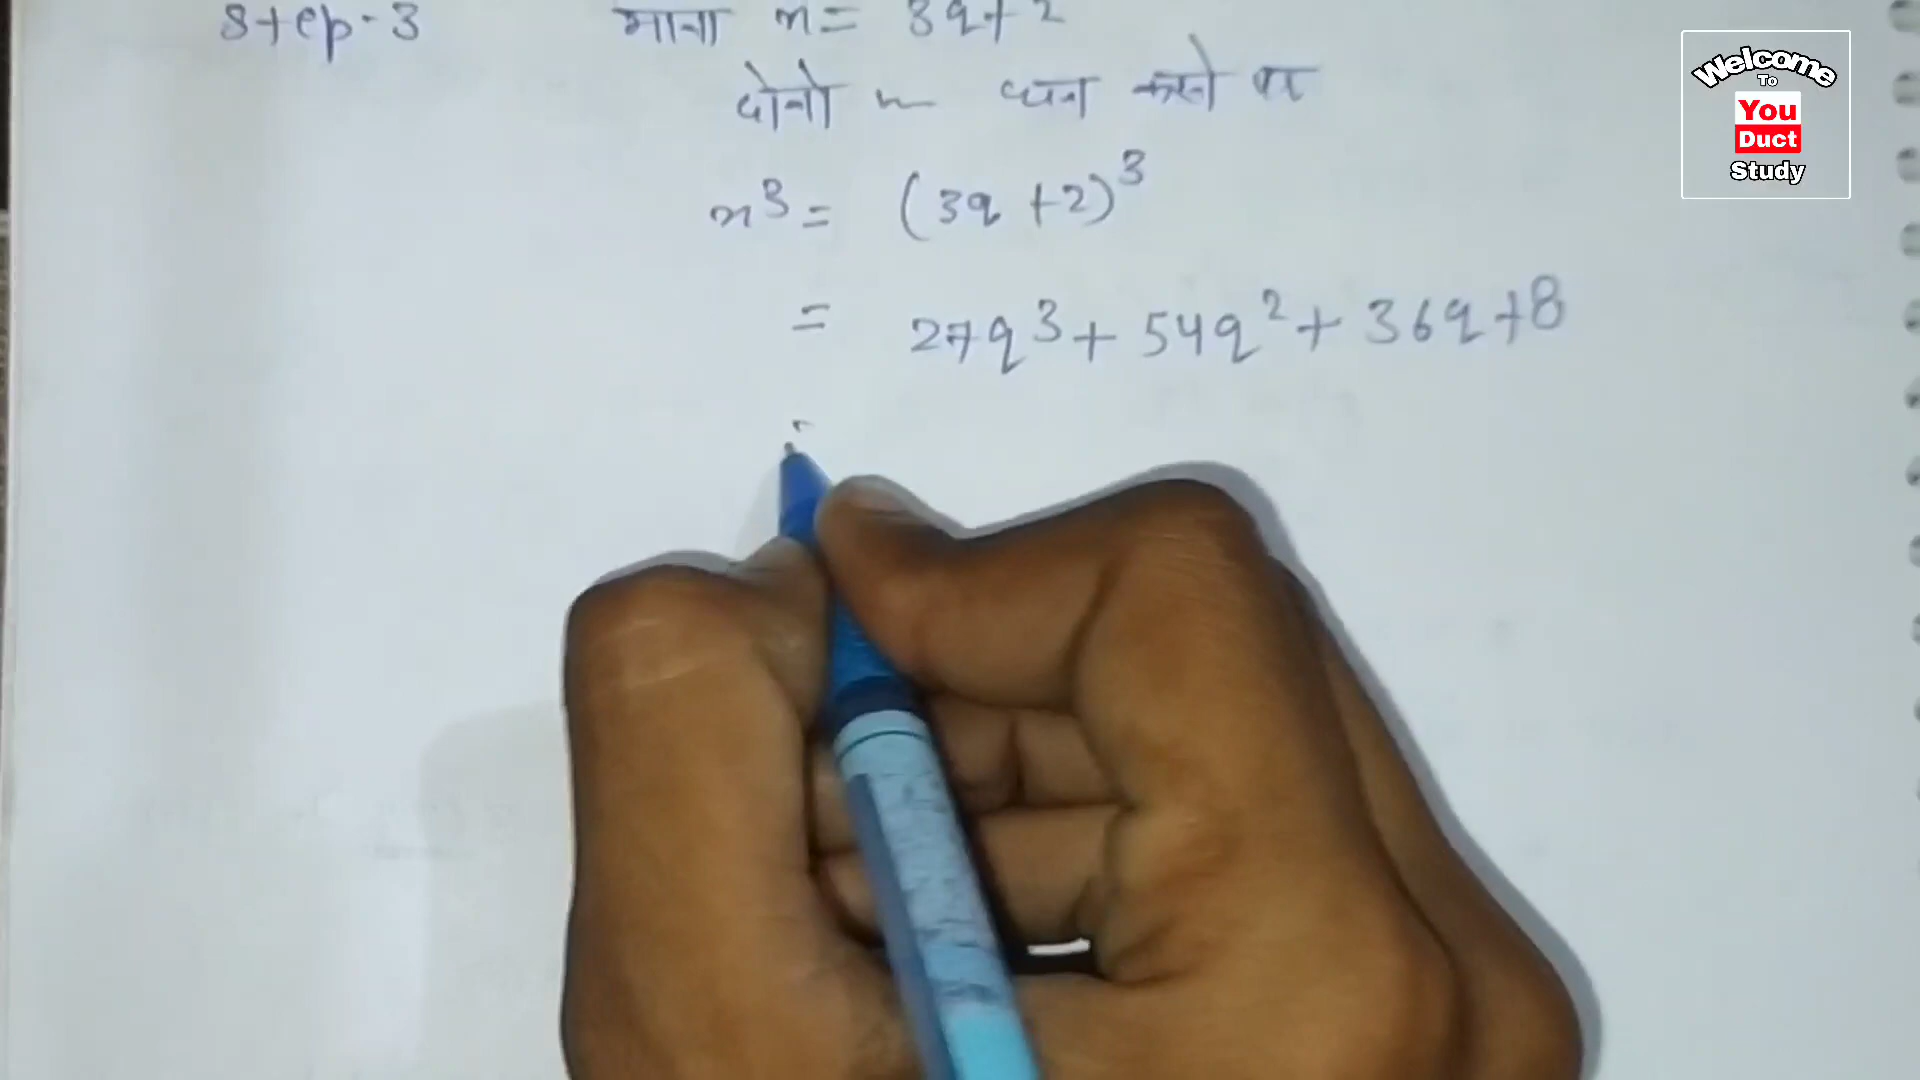 Step-3 माना n = 3q+2
दोनो घन करने पर
n³ = (3q +2)³
= 27q³ + 54q² + 36q+8
Welcome
To
You
Duct
Study